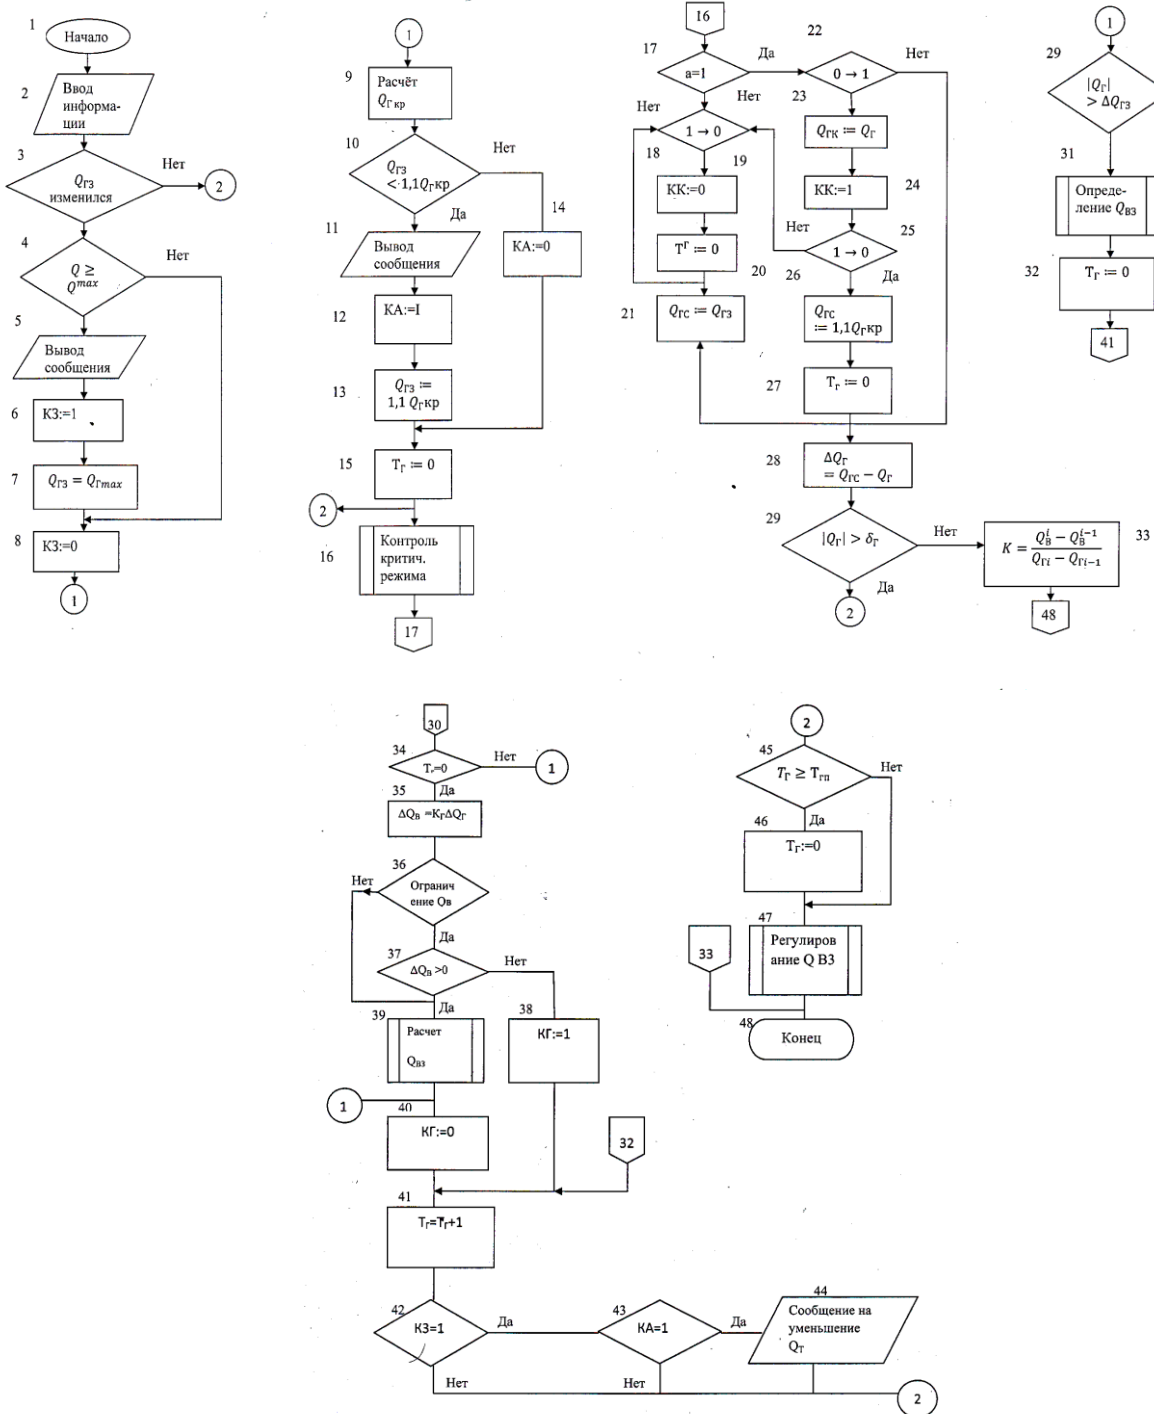 1
Начало
2
Ввод
информа-
ции
3
Q_ГЗ
изменился
Нет
2
4
Q ≥
Q^max
Нет
5
Вывод
сообщения
6
КЗ:=1
7
Q_ГЗ = Q_Гmax
8
КЗ:=0
1
1
9
Расчёт
Q_Г кр
10
Q_ГЗ
< 1,1Q_Гкр
Нет
Да
11
Вывод
сообщения
14
КА:=0
12
КА:=I
13
Q_ГЗ :=
1,1 Q_Гкр
15
T_Г := 0
2
16
Контроль
критич.
режима
17
16
17
a=1
Да
22
0 → 1
Нет
Нет
Нет
1 → 0
18
19
23
Q_ГК := Q_Г
КК:=0
КК:=1
24
T^Г := 0
20
Нет
1 → 0
25
26
Да
21
Q_ГС := Q_ГЗ
Q_ГС
:= 1,1Q_Гкр
27
T_Г := 0
28
ΔQ_Г
= Q_ГС − Q_Г
29
|Q_Г| > δ_Г
Нет
Да
2
K = (Q_В^i − Q_В^i−1) / (Q_Гi − Q_Гi−1)
33
48
1
29
|Q_Г|
> ΔQ_ГЗ
31
Опреде-
ление Q_ВЗ
32
T_Г := 0
41
30
34
T_г=0
Нет
1
Да
35
ΔQ_В =K_ГΔQ_Г
36
Огранич
ение Qв
Нет
Да
37
ΔQ_В >0
Нет
Да
39
Расчет
Q_ВЗ
38
КГ:=1
1
40
КГ:=0
32
41
T_Г=T_Г+1
42
КЗ=1
Да
Нет
43
КА=1
Да
Нет
44
Сообщение на
уменьшение
Q_Т
2
2
45
T_Г ≥ T_гп
Нет
Да
46
T_Г:=0
47
Регулиров
ание Q ВЗ
33
48
Конец